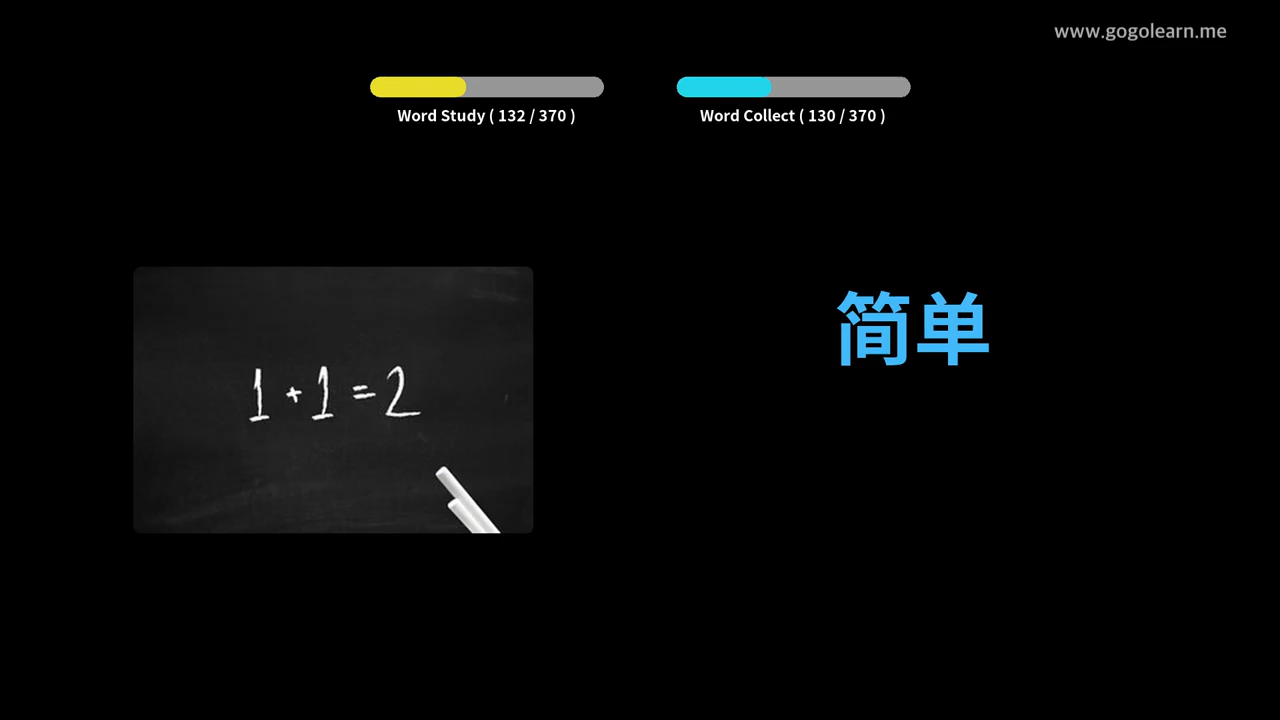 www.gogolearn.me
Word Study ( 132 / 370 )
Word Collect ( 130 / 370 )
简单
1 + 1 = 2